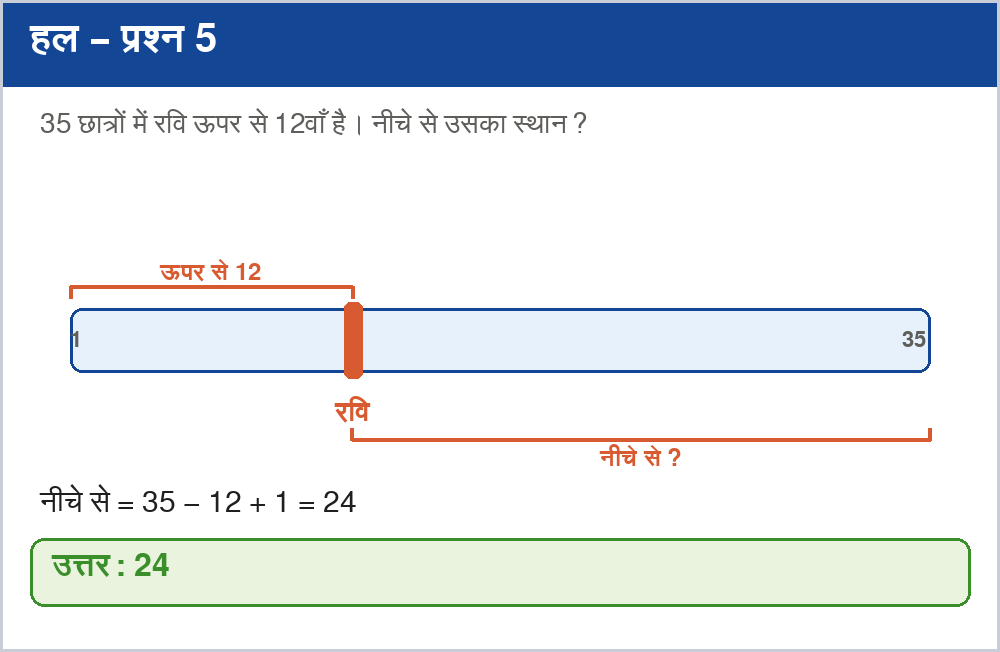 हल – प्रश्न 5
35 छात्रों में रवि ऊपर से 12वाँ है। नीचे से उसका स्थान ?
ऊपर से 12
1
35
रवि
नीचे से ?
नीचे से = 35 – 12 + 1 = 24
उत्तर : 24